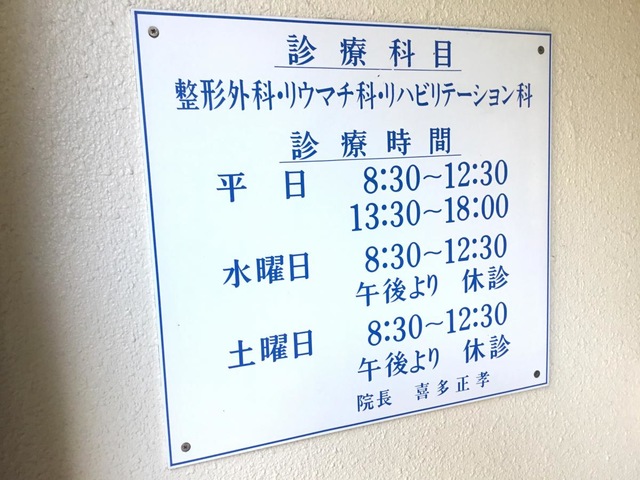 診療科目
整形外科・リウマチ科・リハビリテーション科
診療時間
平日 8:30～12:30
13:30～18:00
水曜日 8:30～12:30
午後より 休診
土曜日 8:30～12:30
午後より 休診
院長 喜多正孝